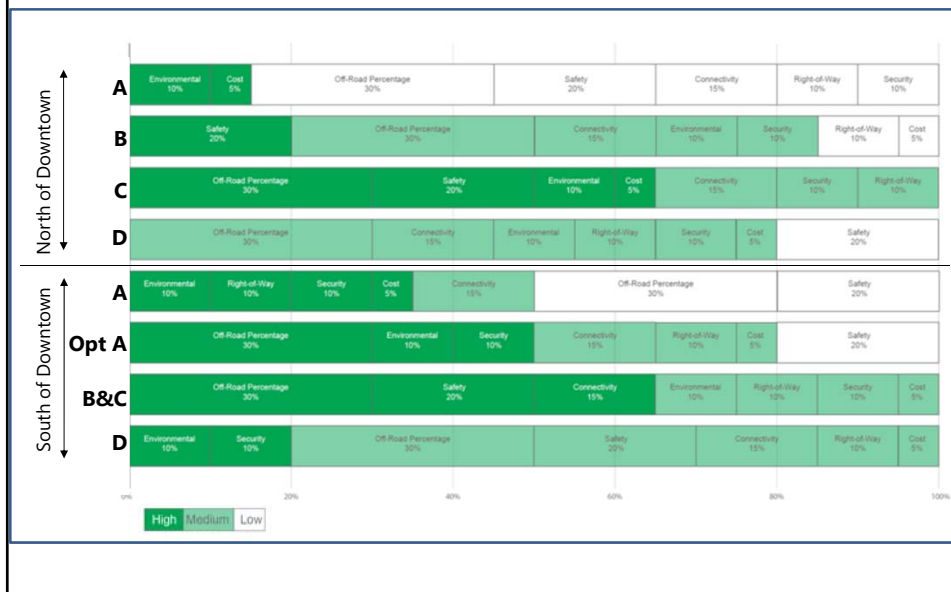 North of Downtown
A
Environmental
10%
Cost
5%
Off-Road Percentage
30%
Safety
20%
Connectivity
15%
Right-of-Way
10%
Security
10%
B
Safety
20%
Off-Road Percentage
30%
Connectivity
15%
Environmental
10%
Security
10%
Right-of-Way
10%
Cost
5%
C
Off-Road Percentage
30%
Safety
20%
Environmental
10%
Cost
5%
Connectivity
15%
Security
10%
Right-of-Way
10%
D
Off-Road Percentage
30%
Connectivity
15%
Environmental
10%
Right-of-Way
10%
Security
10%
Cost
5%
Safety
20%
South of Downtown
A
Environmental
10%
Right-of-Way
10%
Security
10%
Cost
5%
Connectivity
15%
Off-Road Percentage
30%
Safety
20%
Opt A
Off-Road Percentage
30%
Environmental
10%
Security
10%
Connectivity
15%
Right-of-Way
10%
Cost
5%
Safety
20%
B&C
Off-Road Percentage
30%
Safety
20%
Connectivity
15%
Environmental
10%
Right-of-Way
10%
Security
10%
Cost
5%
D
Environmental
10%
Security
10%
Off-Road Percentage
30%
Safety
20%
Connectivity
15%
Right-of-Way
10%
Cost
5%
20%
40%
60%
80%
100%
High
Medium
Low